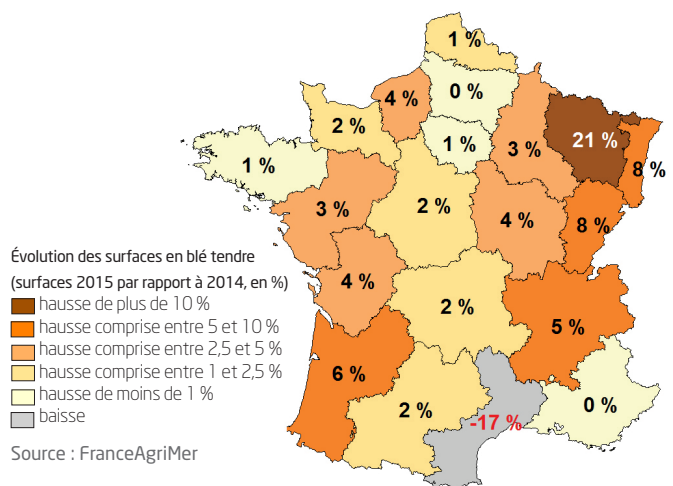 1 %
4 %
0 %
2 %
1 %
3 %
21 %
8 %
1 %
3 %
2 %
4 %
8 %
4 %
2 %
5 %
6 %
2 %
-17 %
0 %
Évolution des surfaces en blé tendre
(surfaces 2015 par rapport à 2014, en %)
hausse de plus de 10 %
hausse comprise entre 5 et 10 %
hausse comprise entre 2,5 et 5 %
hausse comprise entre 1 et 2,5 %
hausse de moins de 1 %
baisse
Source : FranceAgriMer